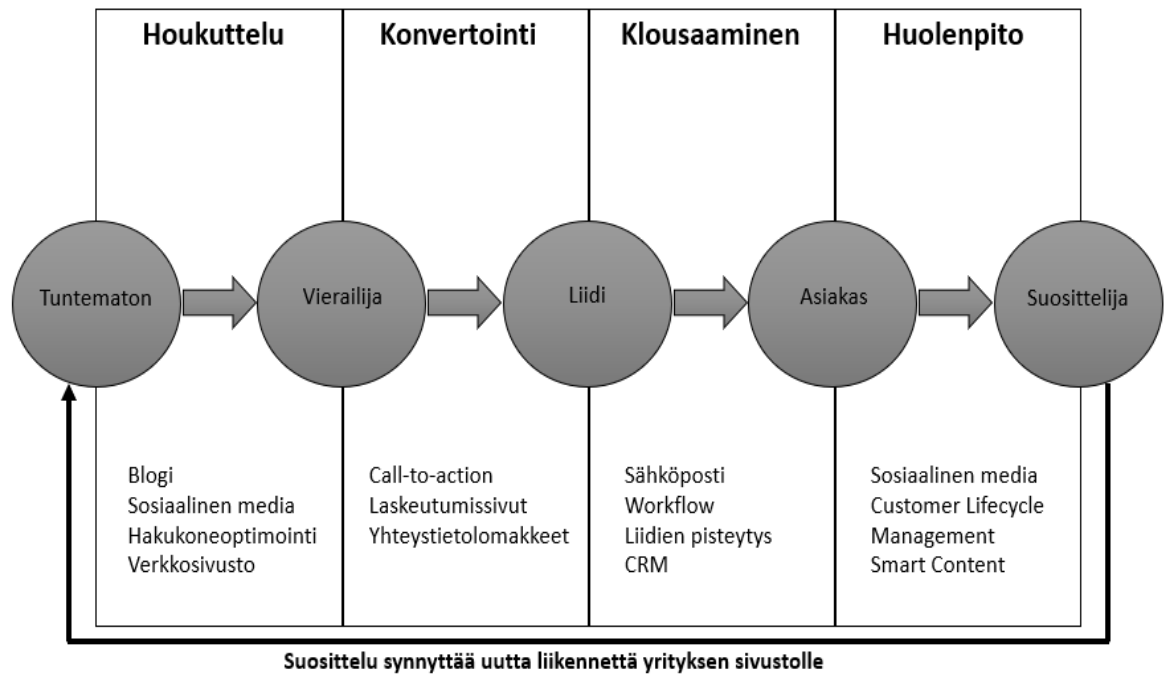 Houkuttelu
Konvertointi
Klousaaminen
Huolenpito
Tuntematon
Vierailija
Liidi
Asiakas
Suosittelija
Blogi
Sosiaalinen media
Hakukoneoptimointi
Verkkosivusto
Call-to-action
Laskeutumissivut
Yhteystietolomakkeet
Sähköposti
Workflow
Liidien pisteytys
CRM
Sosiaalinen media
Customer Lifecycle
Management
Smart Content
Suosittelu synnyttää uutta liikennettä yrityksen sivustolle